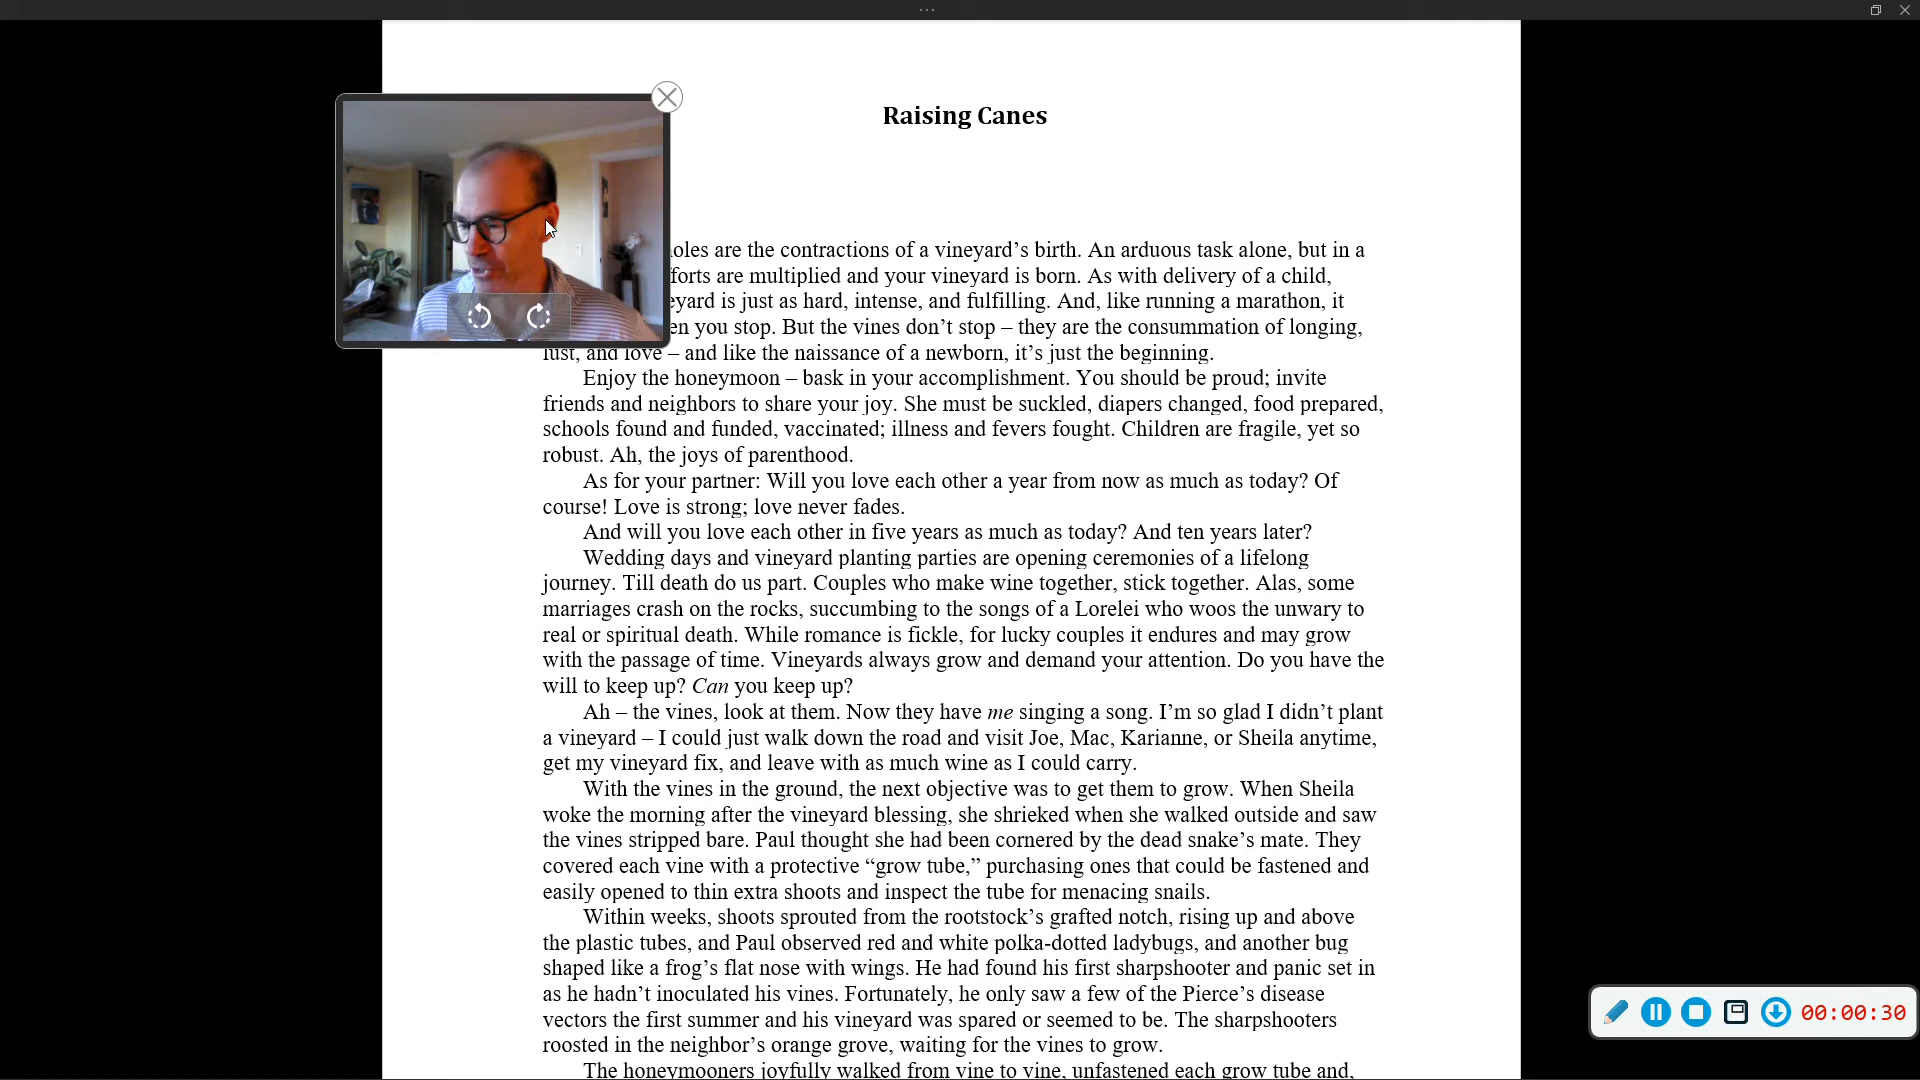 Raising Canes
are the contractions of a vineyard’s birth. An arduous task alone, but in a
are multiplied and your vineyard is born. As with delivery of a child,
is just as hard, intense, and fulfilling. And, like running a marathon, it
you stop. But the vines don’t stop – they are the consummation of longing,
lust, and love – and like the naissance of a newborn, it’s just the beginning.
Enjoy the honeymoon – bask in your accomplishment. You should be proud; invite
friends and neighbors to share your joy. She must be suckled, diapers changed, food prepared,
schools found and funded, vaccinated; illness and fevers fought. Children are fragile, yet so
robust. Ah, the joys of parenthood.
As for your partner: Will you love each other a year from now as much as today? Of
course! Love is strong; love never fades.
And will you love each other in five years as much as today? And ten years later?
Wedding days and vineyard planting parties are opening ceremonies of a lifelong
journey. Till death do us part. Couples who make wine together, stick together. Alas, some
marriages crash on the rocks, succumbing to the songs of a Lorelei who woos the unwary to
real or spiritual death. While romance is fickle, for lucky couples it endures and may grow
with the passage of time. Vineyards always grow and demand your attention. Do you have the
will to keep up? Can you keep up?
Ah – the vines, look at them. Now they have me singing a song. I’m so glad I didn’t plant
a vineyard – I could just walk down the road and visit Joe, Mac, Karianne, or Sheila anytime,
get my vineyard fix, and leave with as much wine as I could carry.
With the vines in the ground, the next objective was to get them to grow. When Sheila
woke the morning after the vineyard blessing, she shrieked when she walked outside and saw
the vines stripped bare. Paul thought she had been cornered by the dead snake’s mate. They
covered each vine with a protective “grow tube,” purchasing ones that could be fastened and
easily opened to thin extra shoots and inspect the tube for menacing snails.
Within weeks, shoots sprouted from the rootstock’s grafted notch, rising up and above
the plastic tubes, and Paul observed red and white polka-dotted ladybugs, and another bug
shaped like a frog’s flat nose with wings. He had found his first sharpshooter and panic set in
as he hadn’t inoculated his vines. Fortunately, he only saw a few of the Pierce’s disease
vectors the first summer and his vineyard was spared or seemed to be. The sharpshooters
roosted in the neighbor’s orange grove, waiting for the vines to grow.
The honeymooners joyfully walked from vine to vine, unfastened each grow tube and,
00:00:30